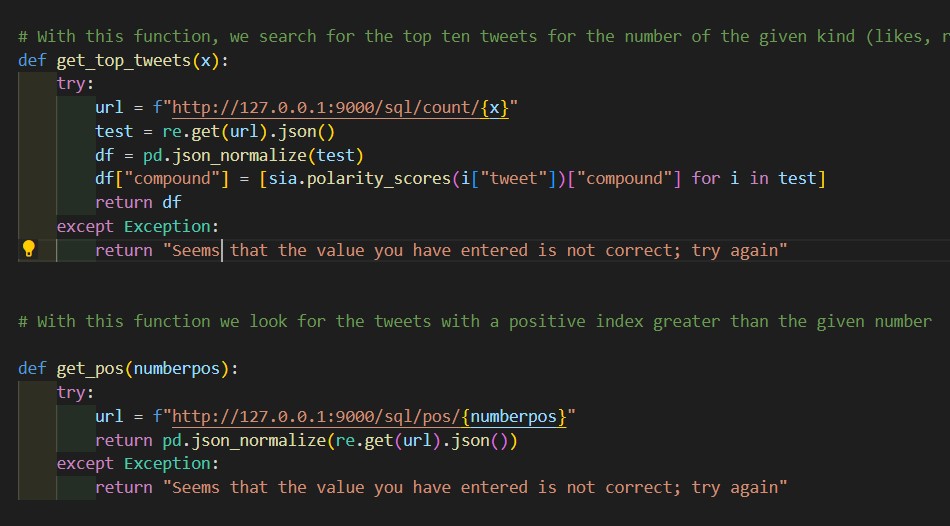 # With this function, we search for the top ten tweets for the number of the given kind (likes,
def get_top_tweets(x):
    try:
        url = f"http://127.0.0.1:9000/sql/count/{x}"
        test = re.get(url).json()
        df = pd.json_normalize(test)
        df["compound"] = [sia.polarity_scores(i["tweet"])["compound"] for i in test]
        return df
    except Exception:
        return "Seems that the value you have entered is not correct; try again"
# With this function we look for the tweets with a positive index greater than the given number
def get_pos(numberpos):
    try:
        url = f"http://127.0.0.1:9000/sql/pos/{numberpos}"
        return pd.json_normalize(re.get(url).json())
    except Exception:
        return "Seems that the value you have entered is not correct; try again"